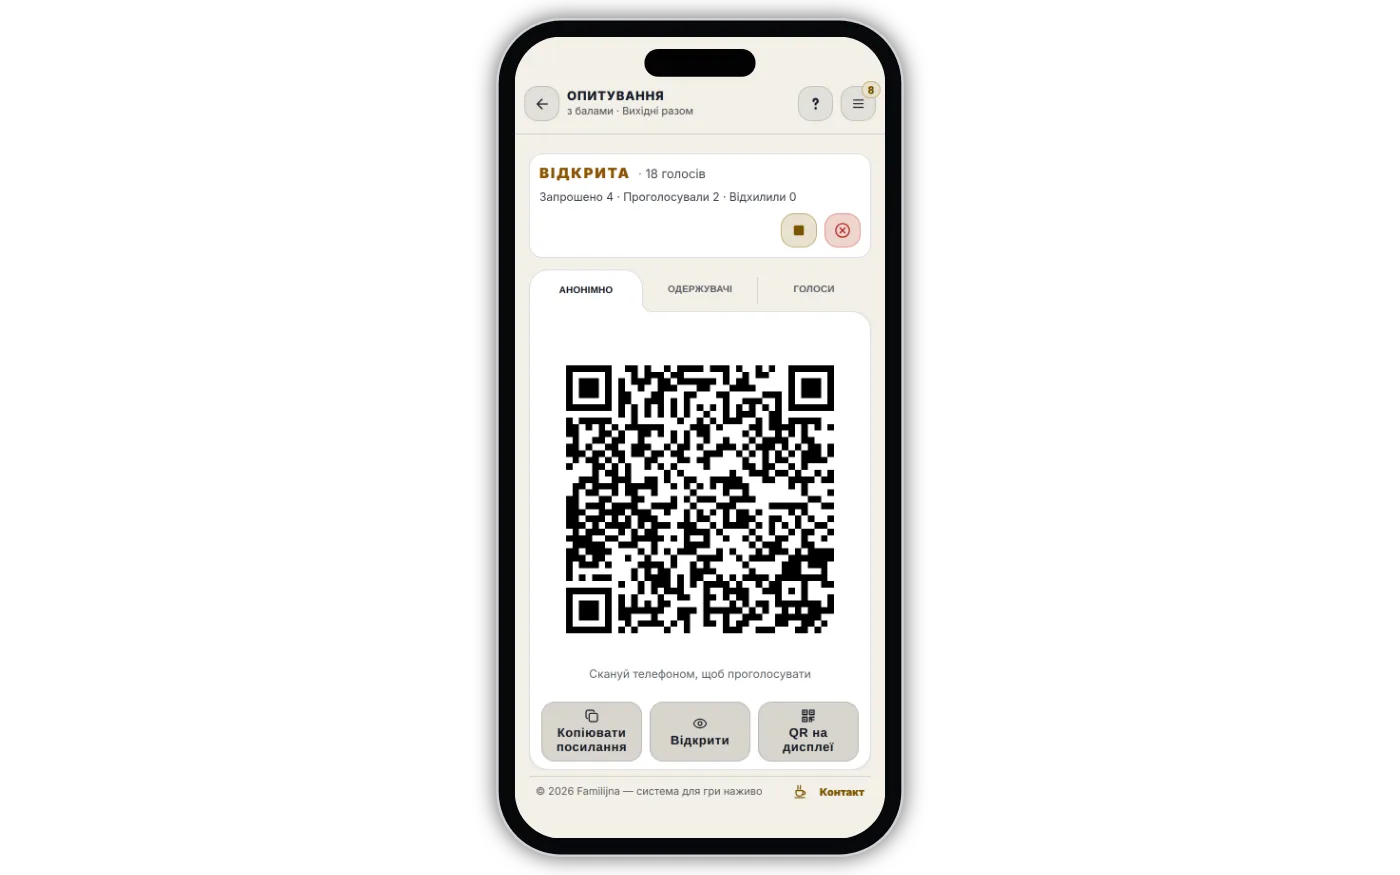 ОПИТУВАННЯ
з балами · Вихідні разом
?
8
ВІДКРИТА · 18 голосів
Запрошено 4 · Проголосували 2 · Відхилили 0
АНОНІМНО
ОДЕРЖУВАЧІ
ГОЛОСИ
Скануй телефоном, щоб проголосувати
Копіювати
посилання
Відкрити
QR на
дисплеї
© 2026 Familijna — система для гри наживо
Контакт